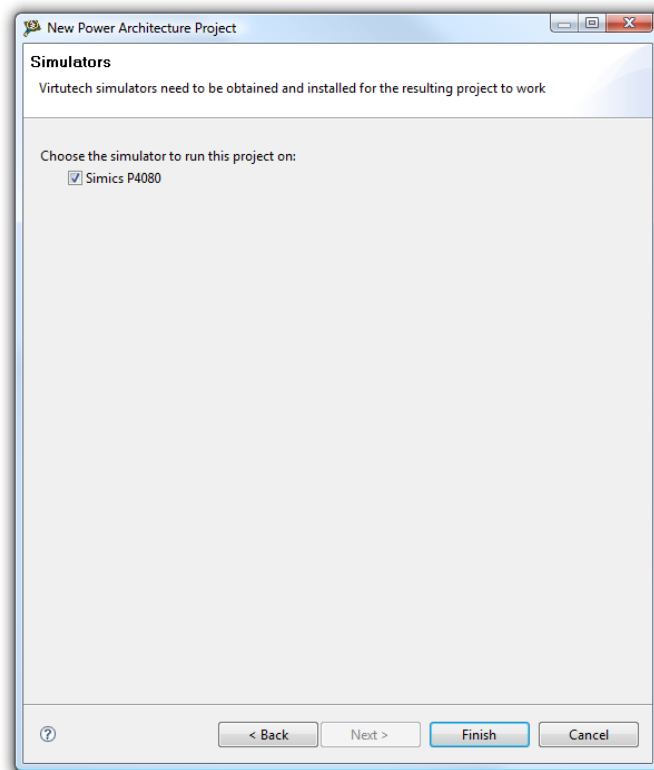 New Power Architecture Project
Simulators
Virtutech simulators need to be obtained and installed for the resulting project to work
Choose the simulator to run this project on:
Simics P4080
?
< Back
Next >
Finish
Cancel